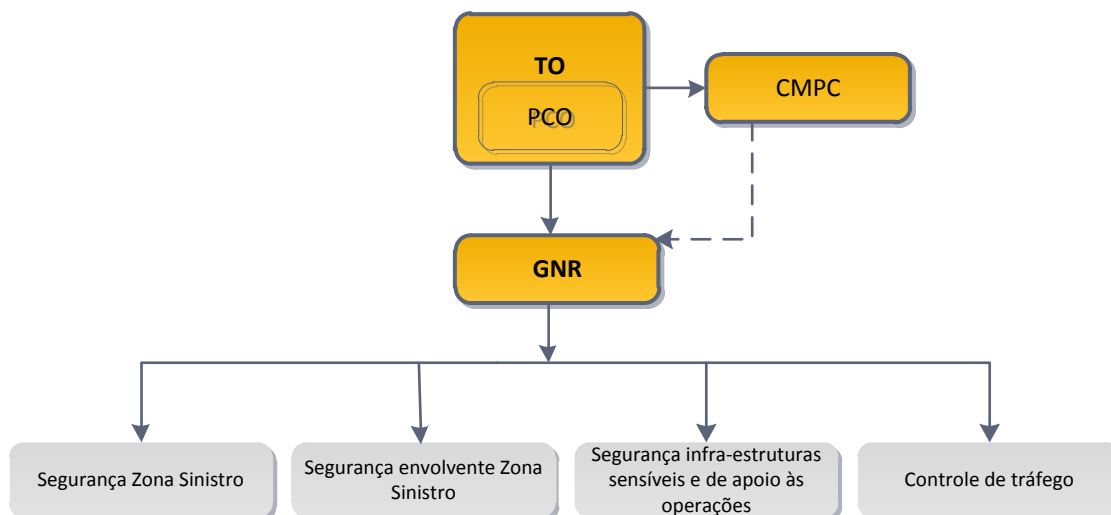 TO
PCO
CMPC
GNR
Segurança Zona Sinistro
Segurança envolvente Zona
Sinistro
Segurança infra-estruturas
sensíveis e de apoio às
operações
Controle de tráfego